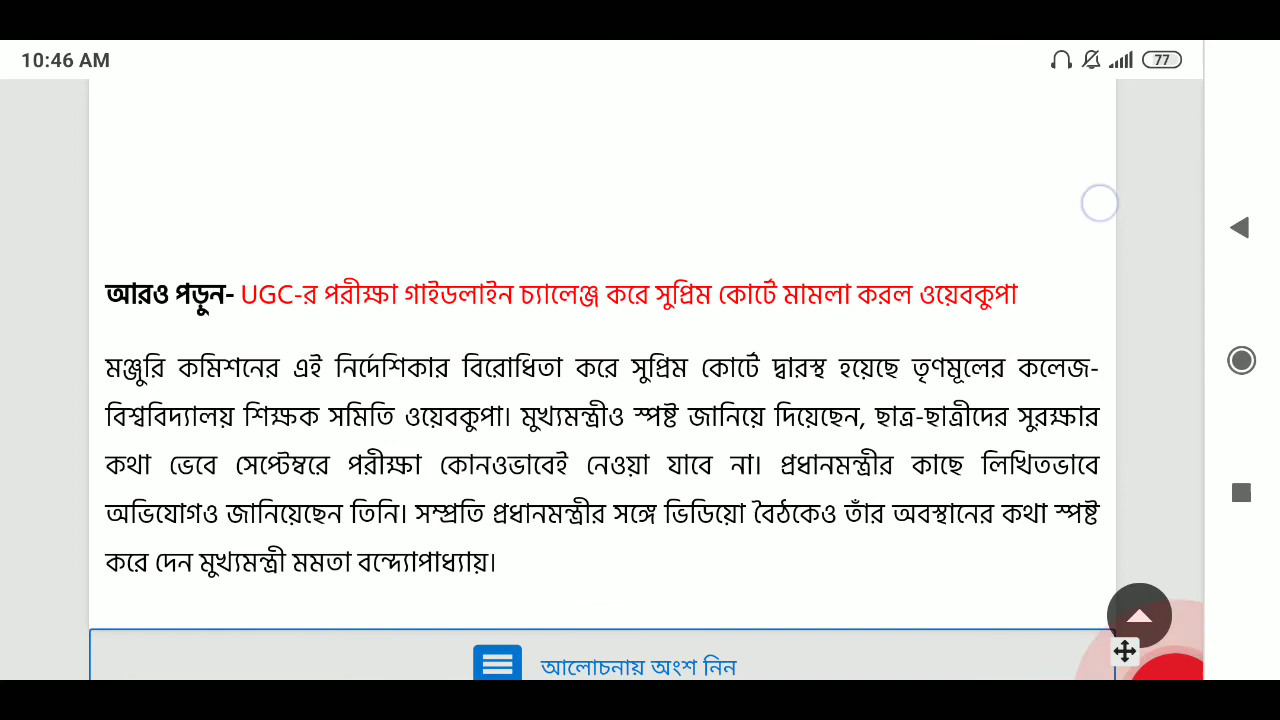 10:46 AM
77
আরও পড়ুন- UGC-র পরীক্ষা গাইডলাইন চ্যালেঞ্জ করে সুপ্রিম কোর্টে মামলা করল ওয়েবকুপা
মঞ্জুরি কমিশনের এই নির্দেশিকার বিরোধিতা করে সুপ্রিম কোর্টে দ্বারস্থ হয়েছে তৃণমূলের কলেজ-
বিশ্ববিদ্যালয় শিক্ষক সমিতি ওয়েবকুপা। মুখ্যমন্ত্রীও স্পষ্ট জানিয়ে দিয়েছেন, ছাত্র-ছাত্রীদের সুরক্ষার
কথা ভেবে সেপ্টেম্বরে পরীক্ষা কোনওভাবেই নেওয়া যাবে না। প্রধানমন্ত্রীর কাছে লিখিতভাবে
অভিযোগও জানিয়েছেন তিনি। সম্প্রতি প্রধানমন্ত্রীর সঙ্গে ভিডিয়ো বৈঠকেও তাঁর অবস্থানের কথা স্পষ্ট
করে দেন মুখ্যমন্ত্রী মমতা বন্দ্যোপাধ্যায়।
আলোচনায় অংশ নিন